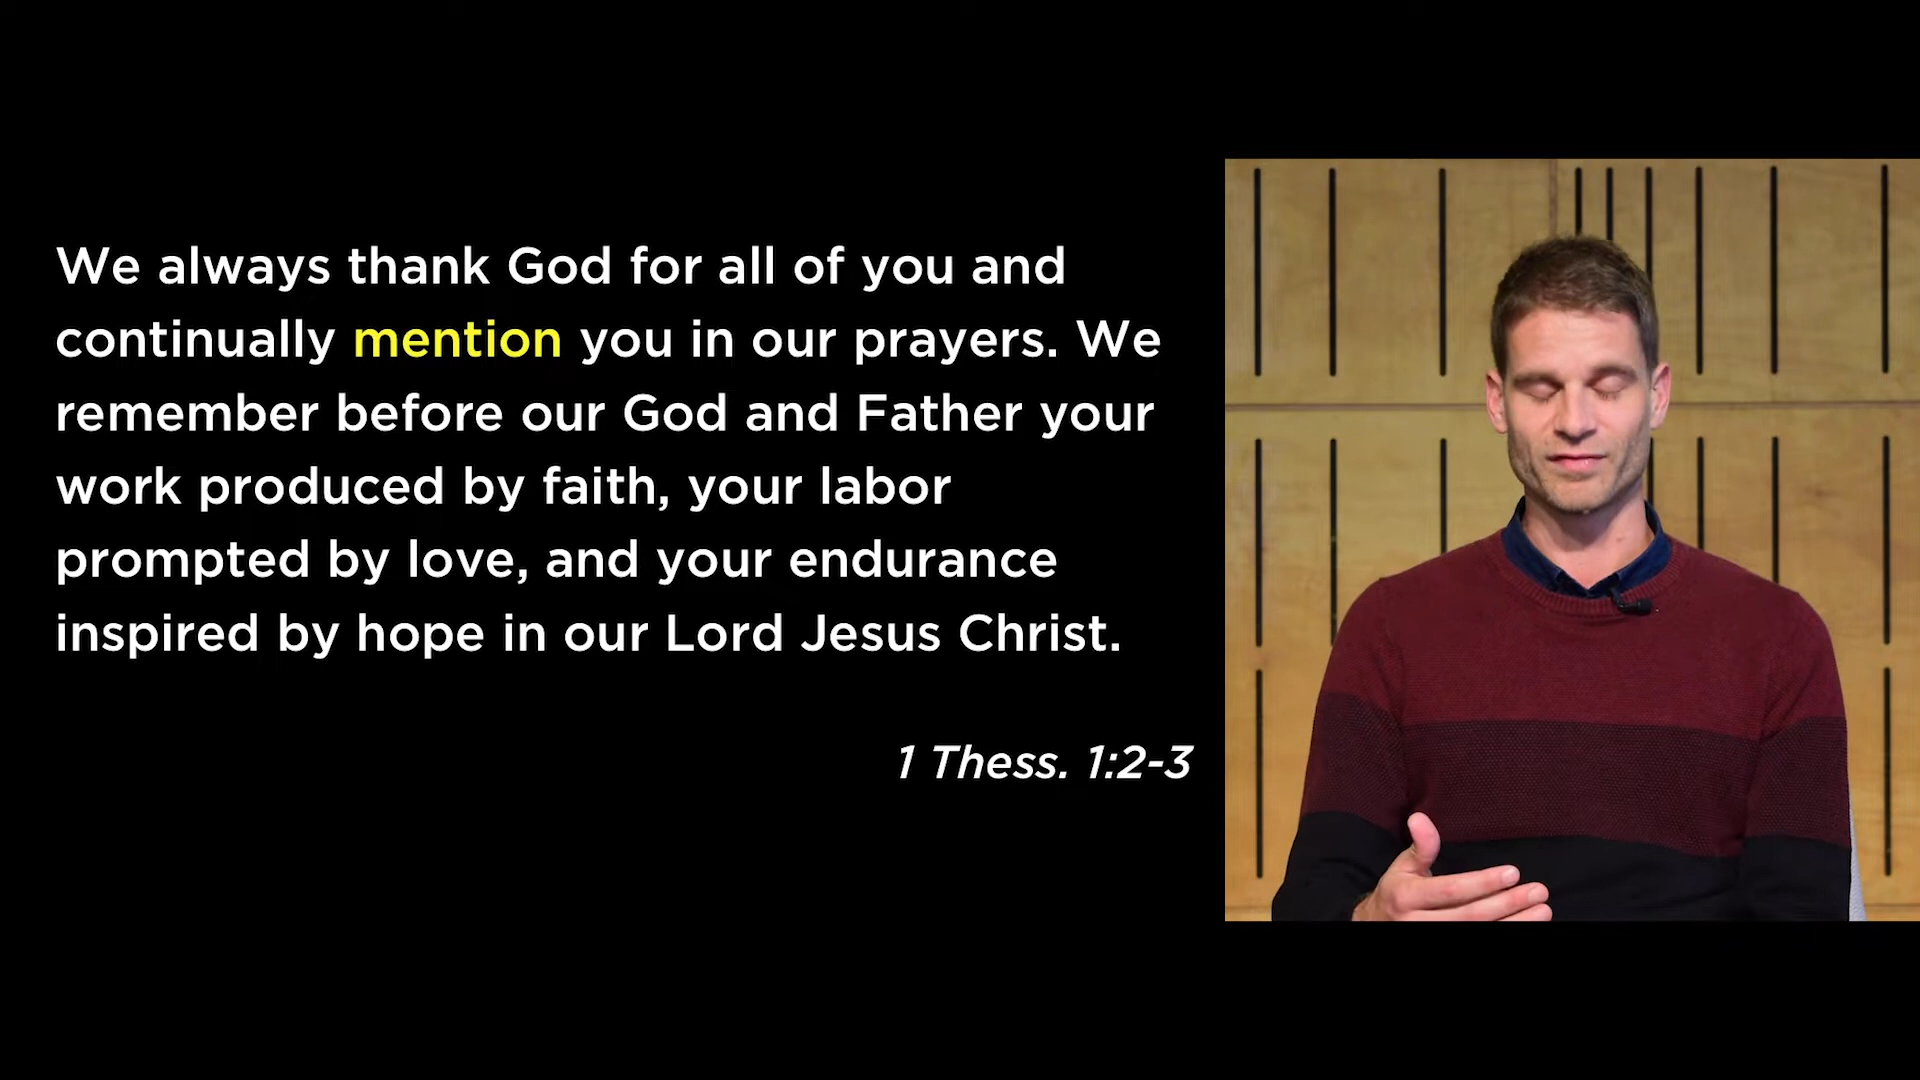 We always thank God for all of you and
continually mention you in our prayers. We
remember before our God and Father your
work produced by faith, your labor
prompted by love, and your endurance
inspired by hope in our Lord Jesus Christ.
1 Thess. 1:2-3